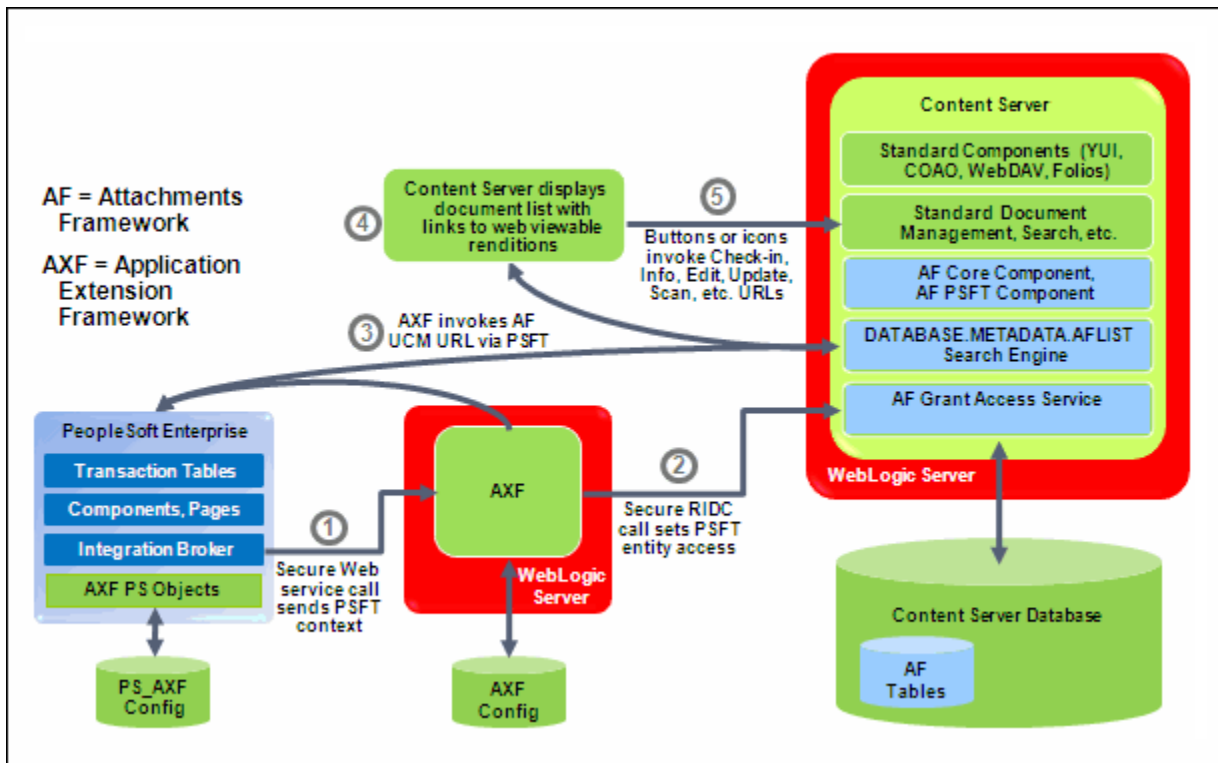 AF = Attachments
Framework
AXF = Application
Extension
Framework
4
Content Server displays
document list with
links to web viewable
renditions
5
Buttons or icons
invoke Check-in,
Info, Edit, Update,
Scan, etc. URLs
Content Server
Standard Components (YUI,
COAO, WebDAV, Folios)
Standard Document
Management, Search, etc.
AF Core Component,
AF PSFT Component
DATABASE.METADATA.AFLIST
Search Engine
AF Grant Access Service
WebLogic Server
3
AXF invokes AF
UCM URL via PSFT
PeopleSoft Enterprise
Transaction Tables
Components, Pages
Integration Broker
AXF PS Objects
1
Secure Web
service call
sends PSFT
context
AXF
WebLogic
Server
2
Secure RIDC
call sets PSFT
entity access
PS_AXF
Config
AXF
Config
Content Server Database
AF
Tables